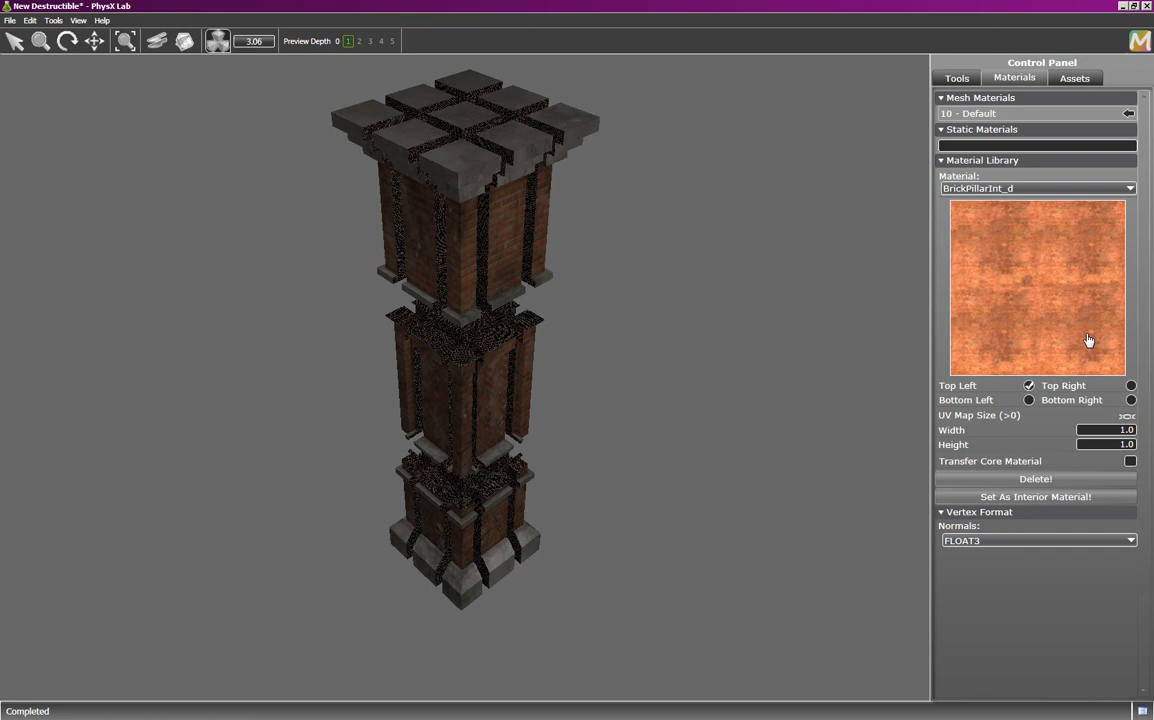 New Destructible* - PhysX Lab
File Edit Tools View Help
3.06 Preview Depth 0 1 2 3 4 5
Control Panel
Tools Materials Assets
Mesh Materials
10 - Default
Static Materials
Material Library
Material:
BrickPillarInt_d
Top Left Top Right
Bottom Left Bottom Right
UV Map Size (>0)
Width 1.0
Height 1.0
Transfer Core Material
Delete!
Set As Interior Material!
Vertex Format
Normals:
FLOAT3
Completed